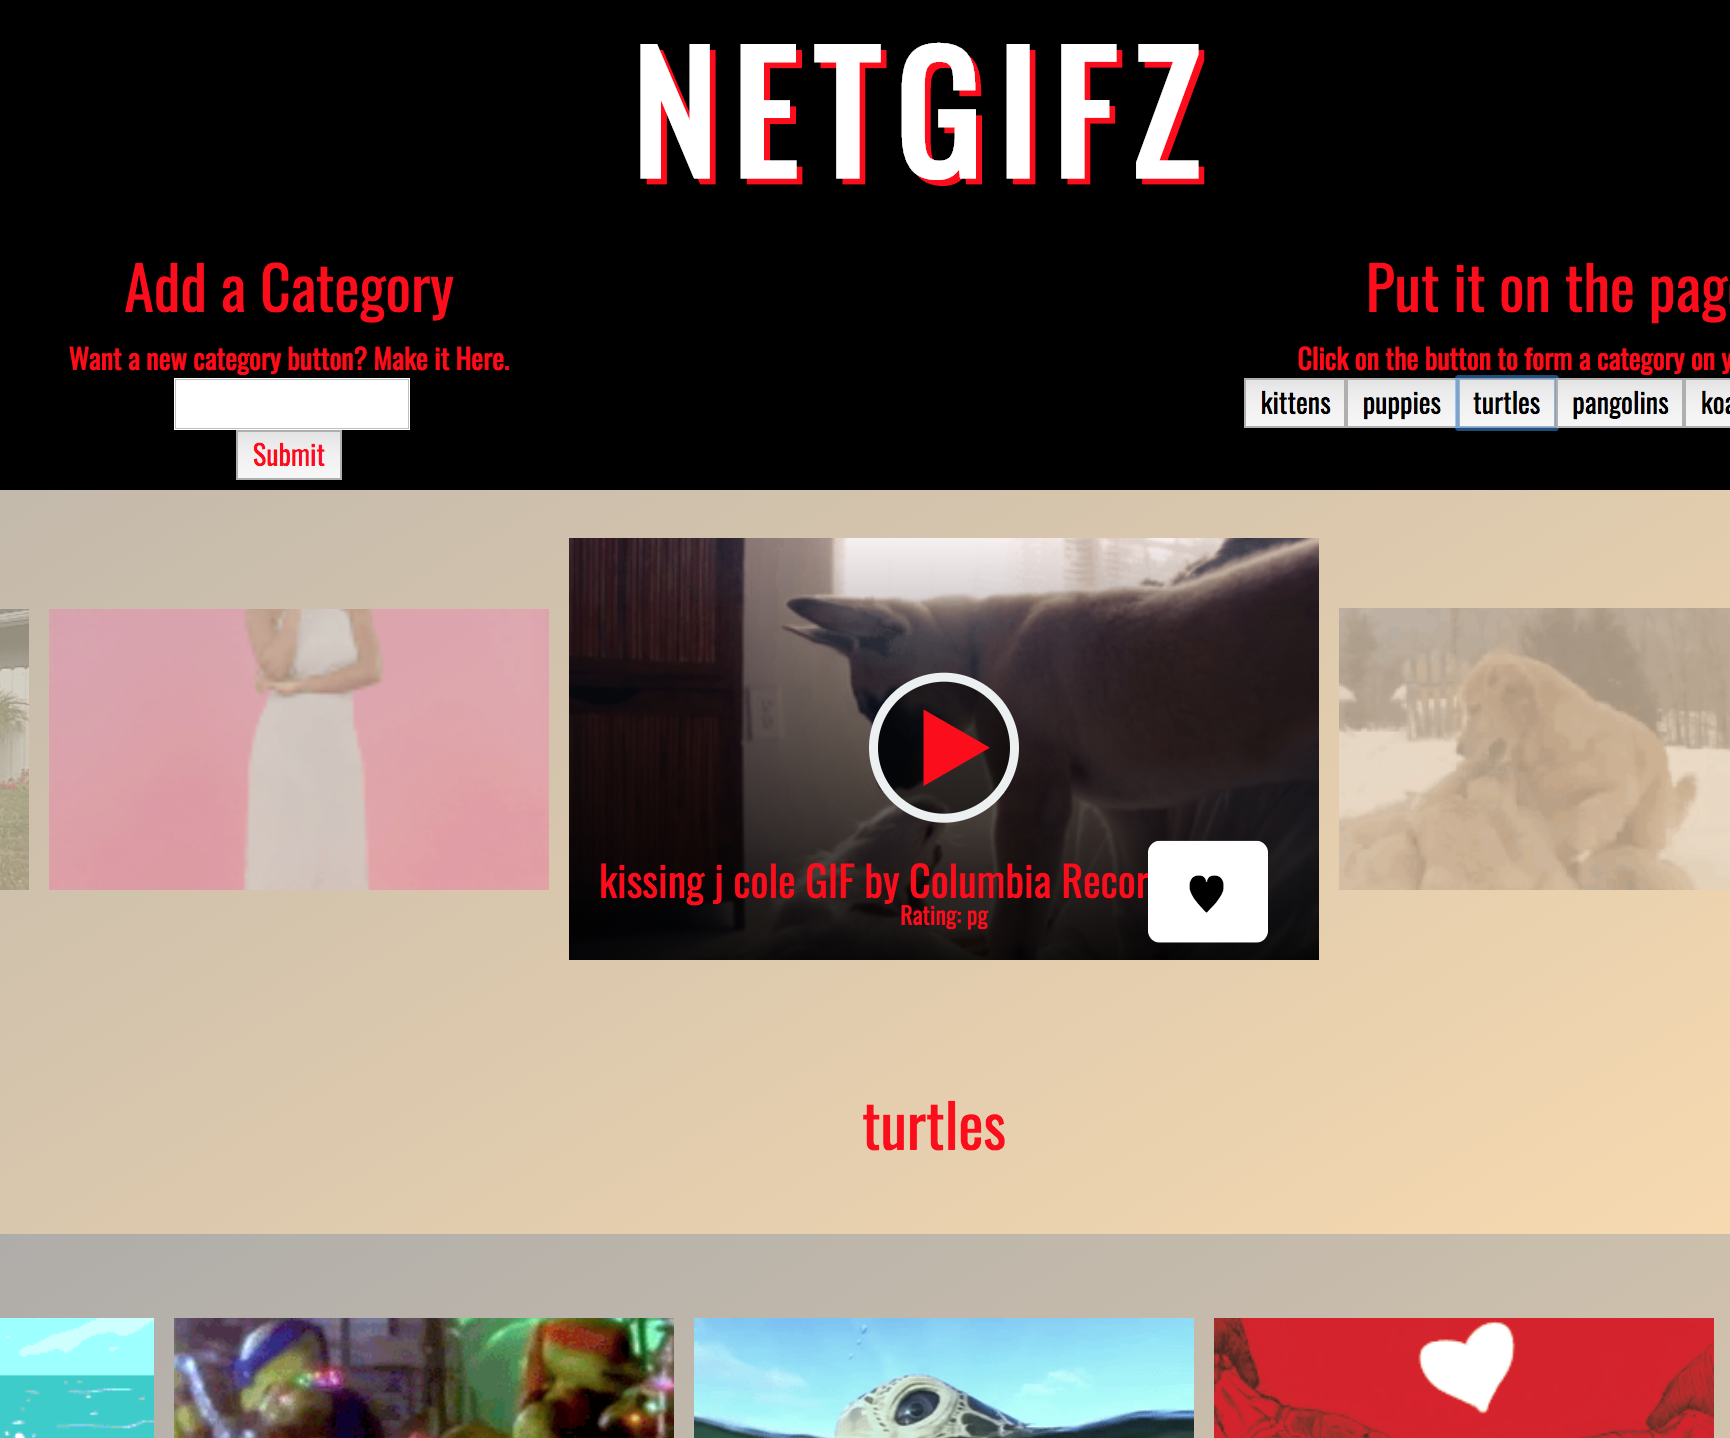 NETGIFZ
Add a Category
Want a new category button? Make it Here.
Submit
Put it on the pag
Click on the button to form a category on y
kittens puppies turtles pangolins koa
kissing j cole GIF by Columbia Recor
Rating: pg
turtles